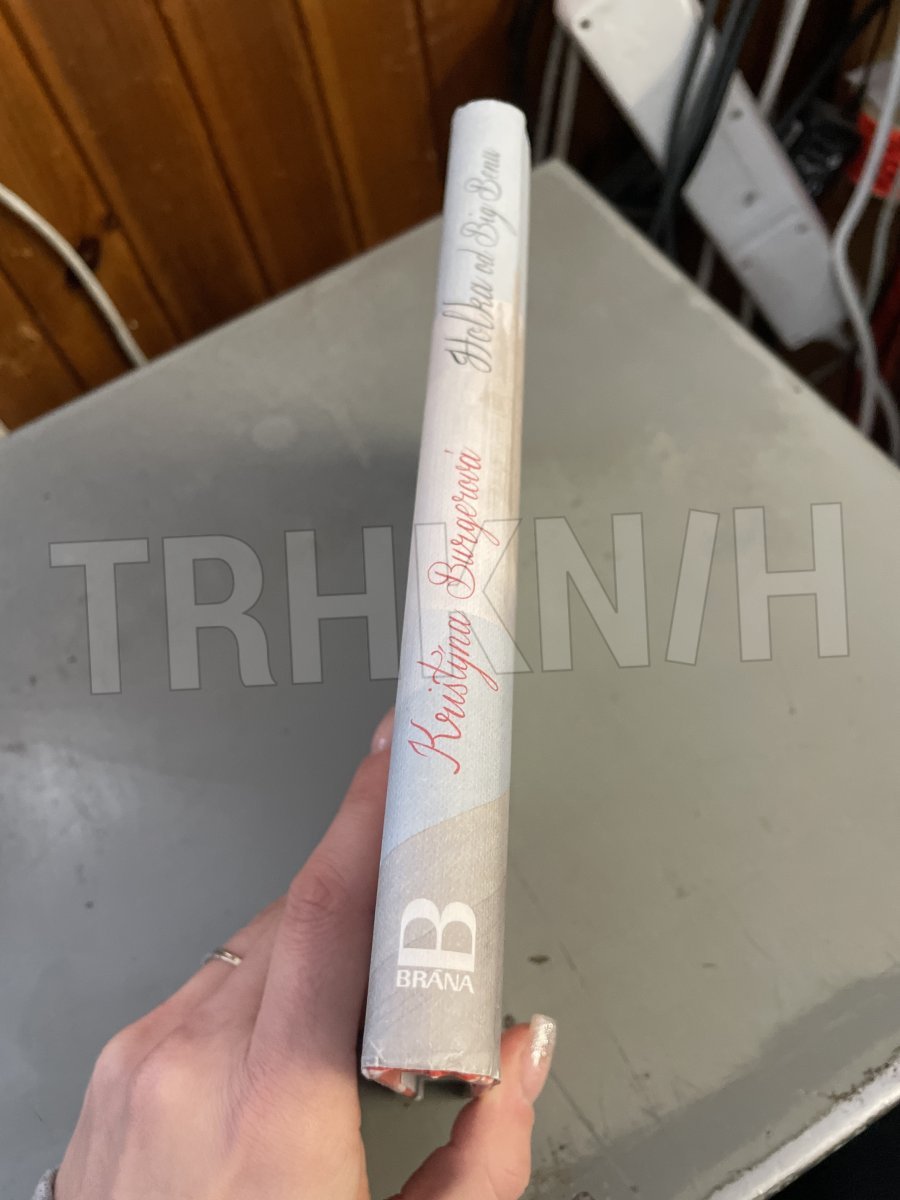 Holka od Big Benu
Kristýna Burgerová
B
BRÁNA
TRHKNIH